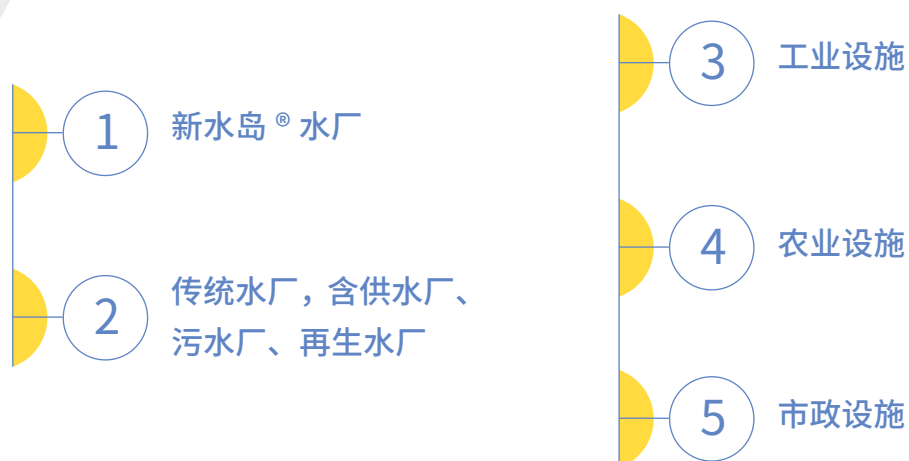 1
新水岛 ® 水厂
2
传统水厂，含供水厂、
污水厂、再生水厂
3
工业设施
4
农业设施
5
市政设施